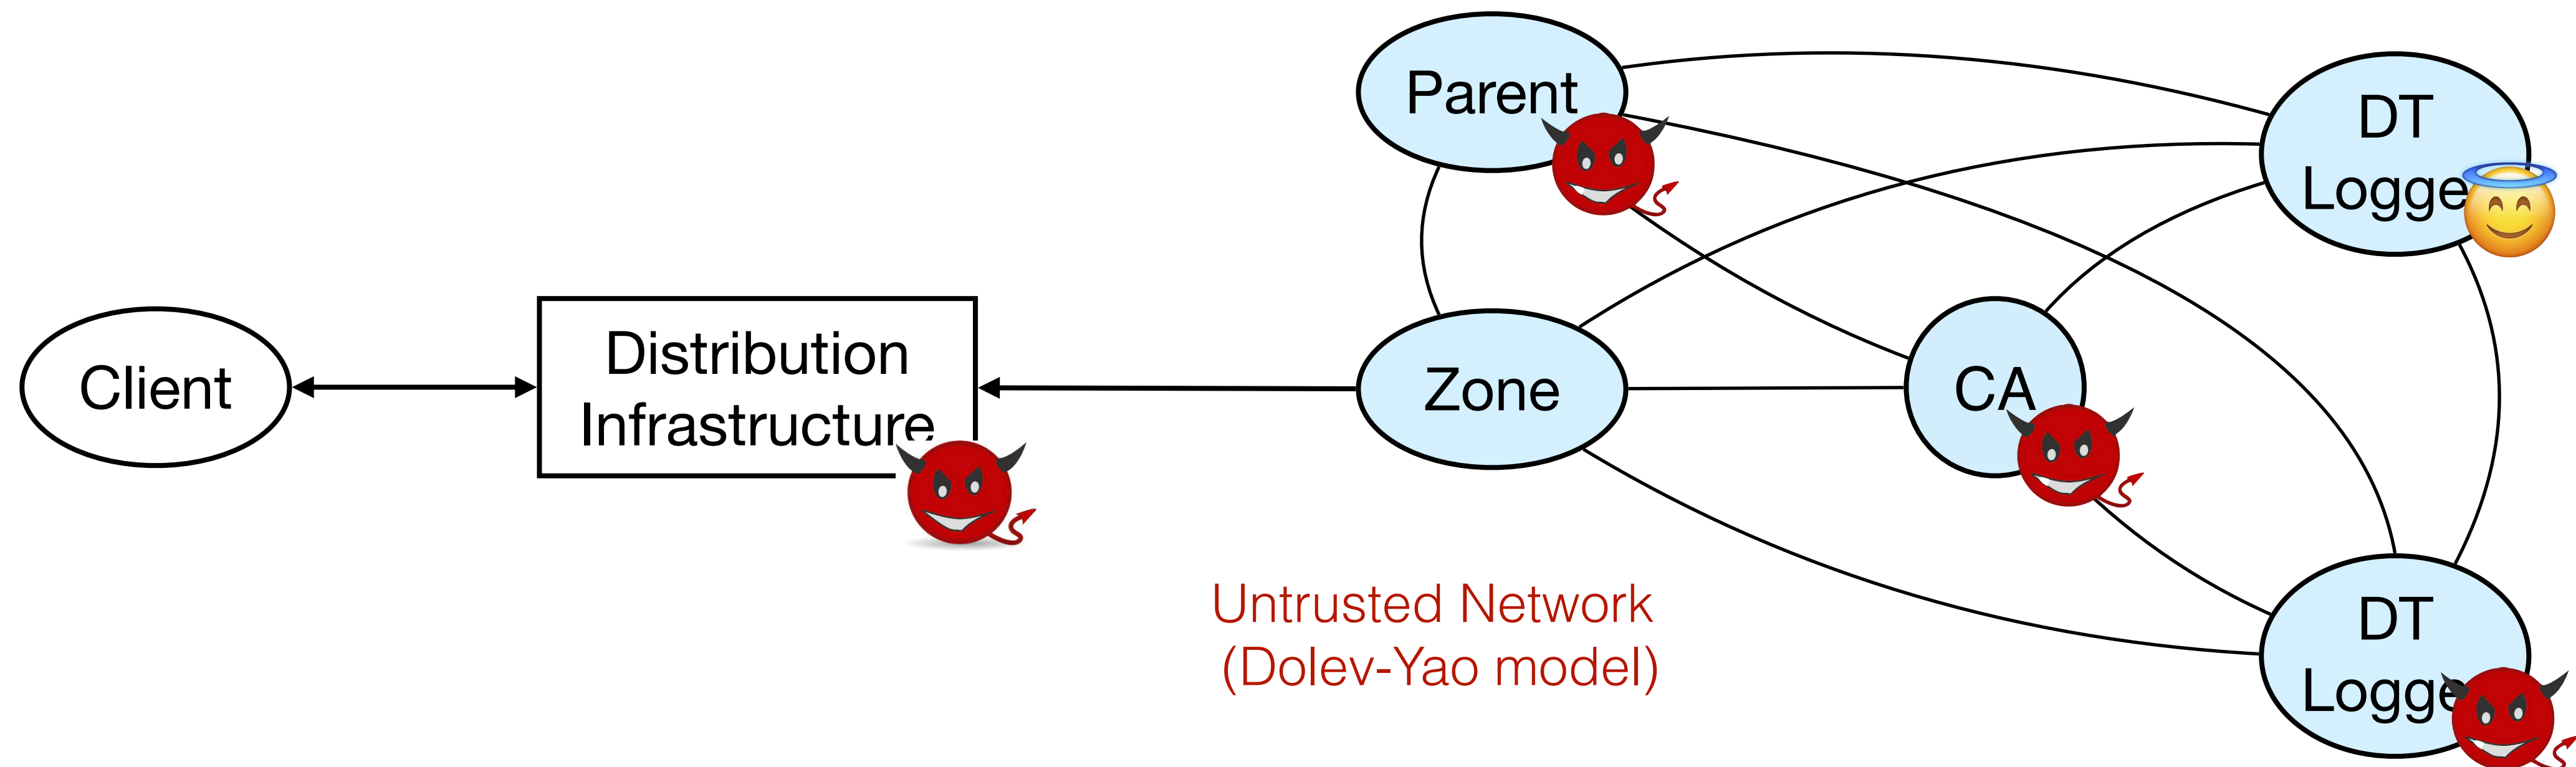 Parent
DT
Logge
Client
Distribution
Infrastructure
Zone
CA
Untrusted Network
(Dolev-Yao model)
DT
Logge